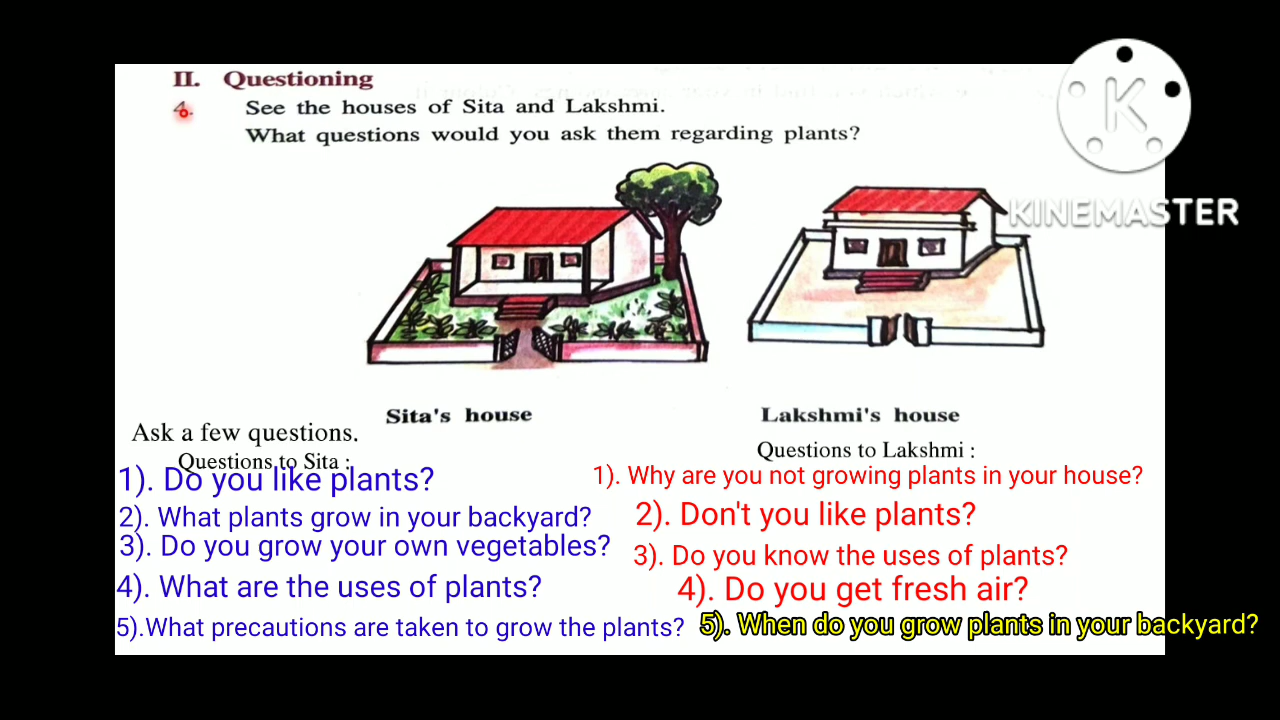 II. Questioning
4. See the houses of Sita and Lakshmi.
What questions would you ask them regarding plants?
K
KINEMASTER
Sita's house
Lakshmi's house
Ask a few questions.
Questions to Sita :
1). Do you like plants?
2). What plants grow in your backyard?
3). Do you grow your own vegetables?
4). What are the uses of plants?
5).What precautions are taken to grow the plants?
Questions to Lakshmi :
1). Why are you not growing plants in your house?
2). Don't you like plants?
3). Do you know the uses of plants?
4). Do you get fresh air?
5). When do you grow plants in your backyard?